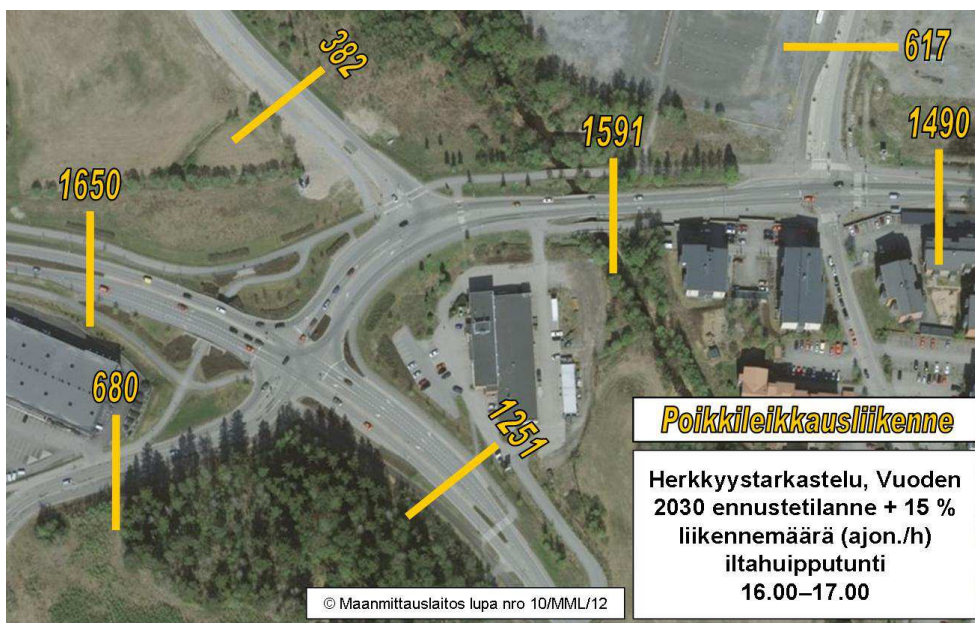 382
617
1591
1490
1650
680
1251
Poikkileikkausliikenne
Herkkyystarkastelu, Vuoden
2030 ennustetilanne + 15 %
liikennemäärä (ajon./h)
iltahuipputunti
16.00–17.00
© Maanmittauslaitos lupa nro 10/MML/12